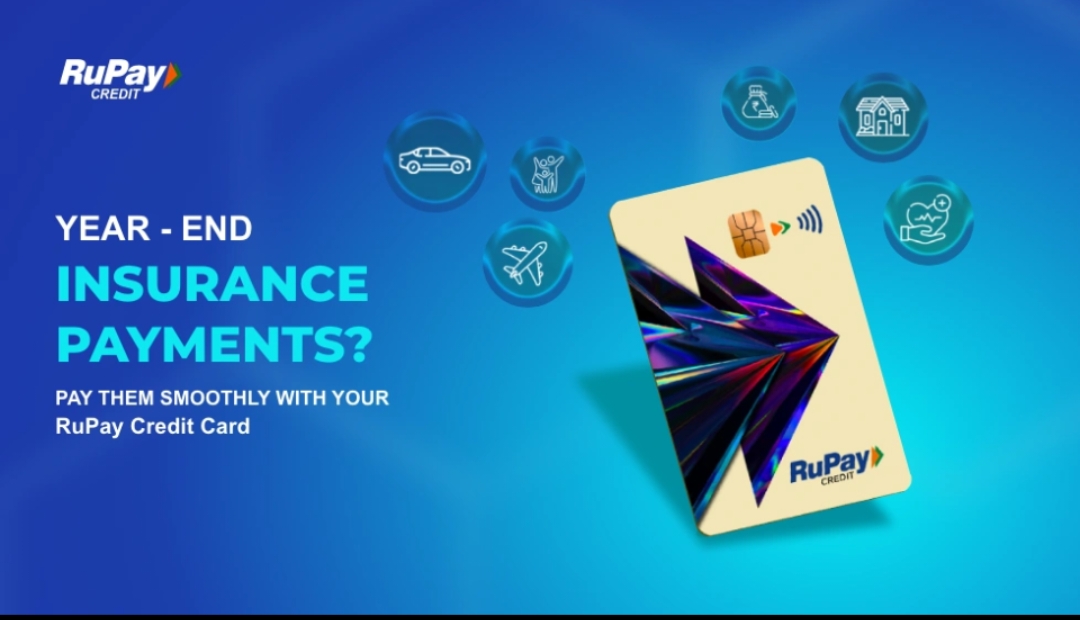 RuPay
CREDIT
YEAR - END
INSURANCE
PAYMENTS?
PAY THEM SMOOTHLY WITH YOUR
RuPay Credit Card
₹
RuPay
CREDIT